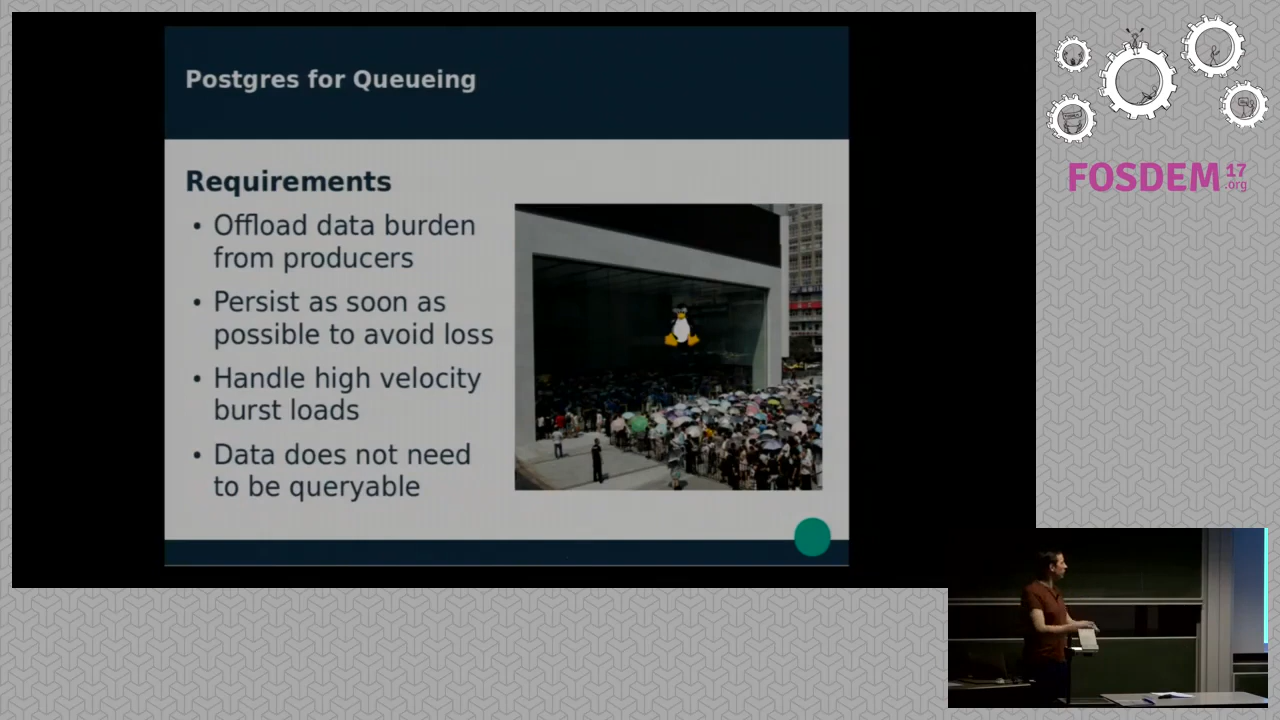 Postgres for Queueing
Requirements
• Offload data burden
from producers
• Persist as soon as
possible to avoid loss
• Handle high velocity
burst loads
• Data does not need
to be queryable
FOSDEM 17
.org